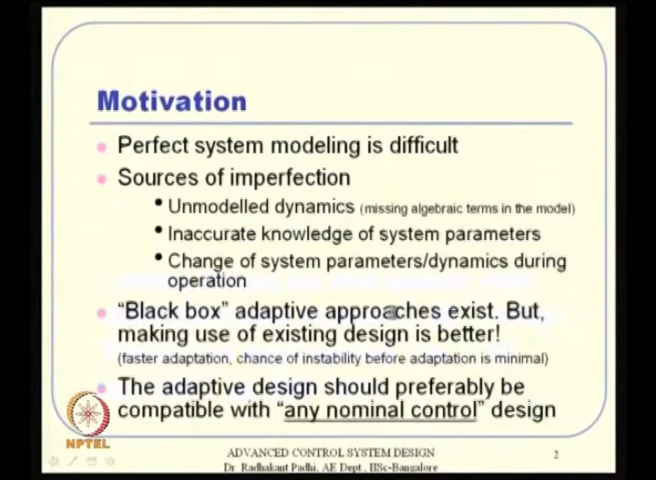 Motivation
Perfect system modeling is difficult
Sources of imperfection
Unmodelled dynamics (missing algebraic terms in the model)
Inaccurate knowledge of system parameters
Change of system parameters/dynamics during
operation
“Black box” adaptive approaches exist. But,
making use of existing design is better!
(faster adaptation, chance of instability before adaptation is minimal)
The adaptive design should preferably be
compatible with “any nominal control” design
NPTEL
ADVANCED CONTROL SYSTEM DESIGN
Dr. Radhakant Padhi, AE Dept., IISc-Bangalore
2